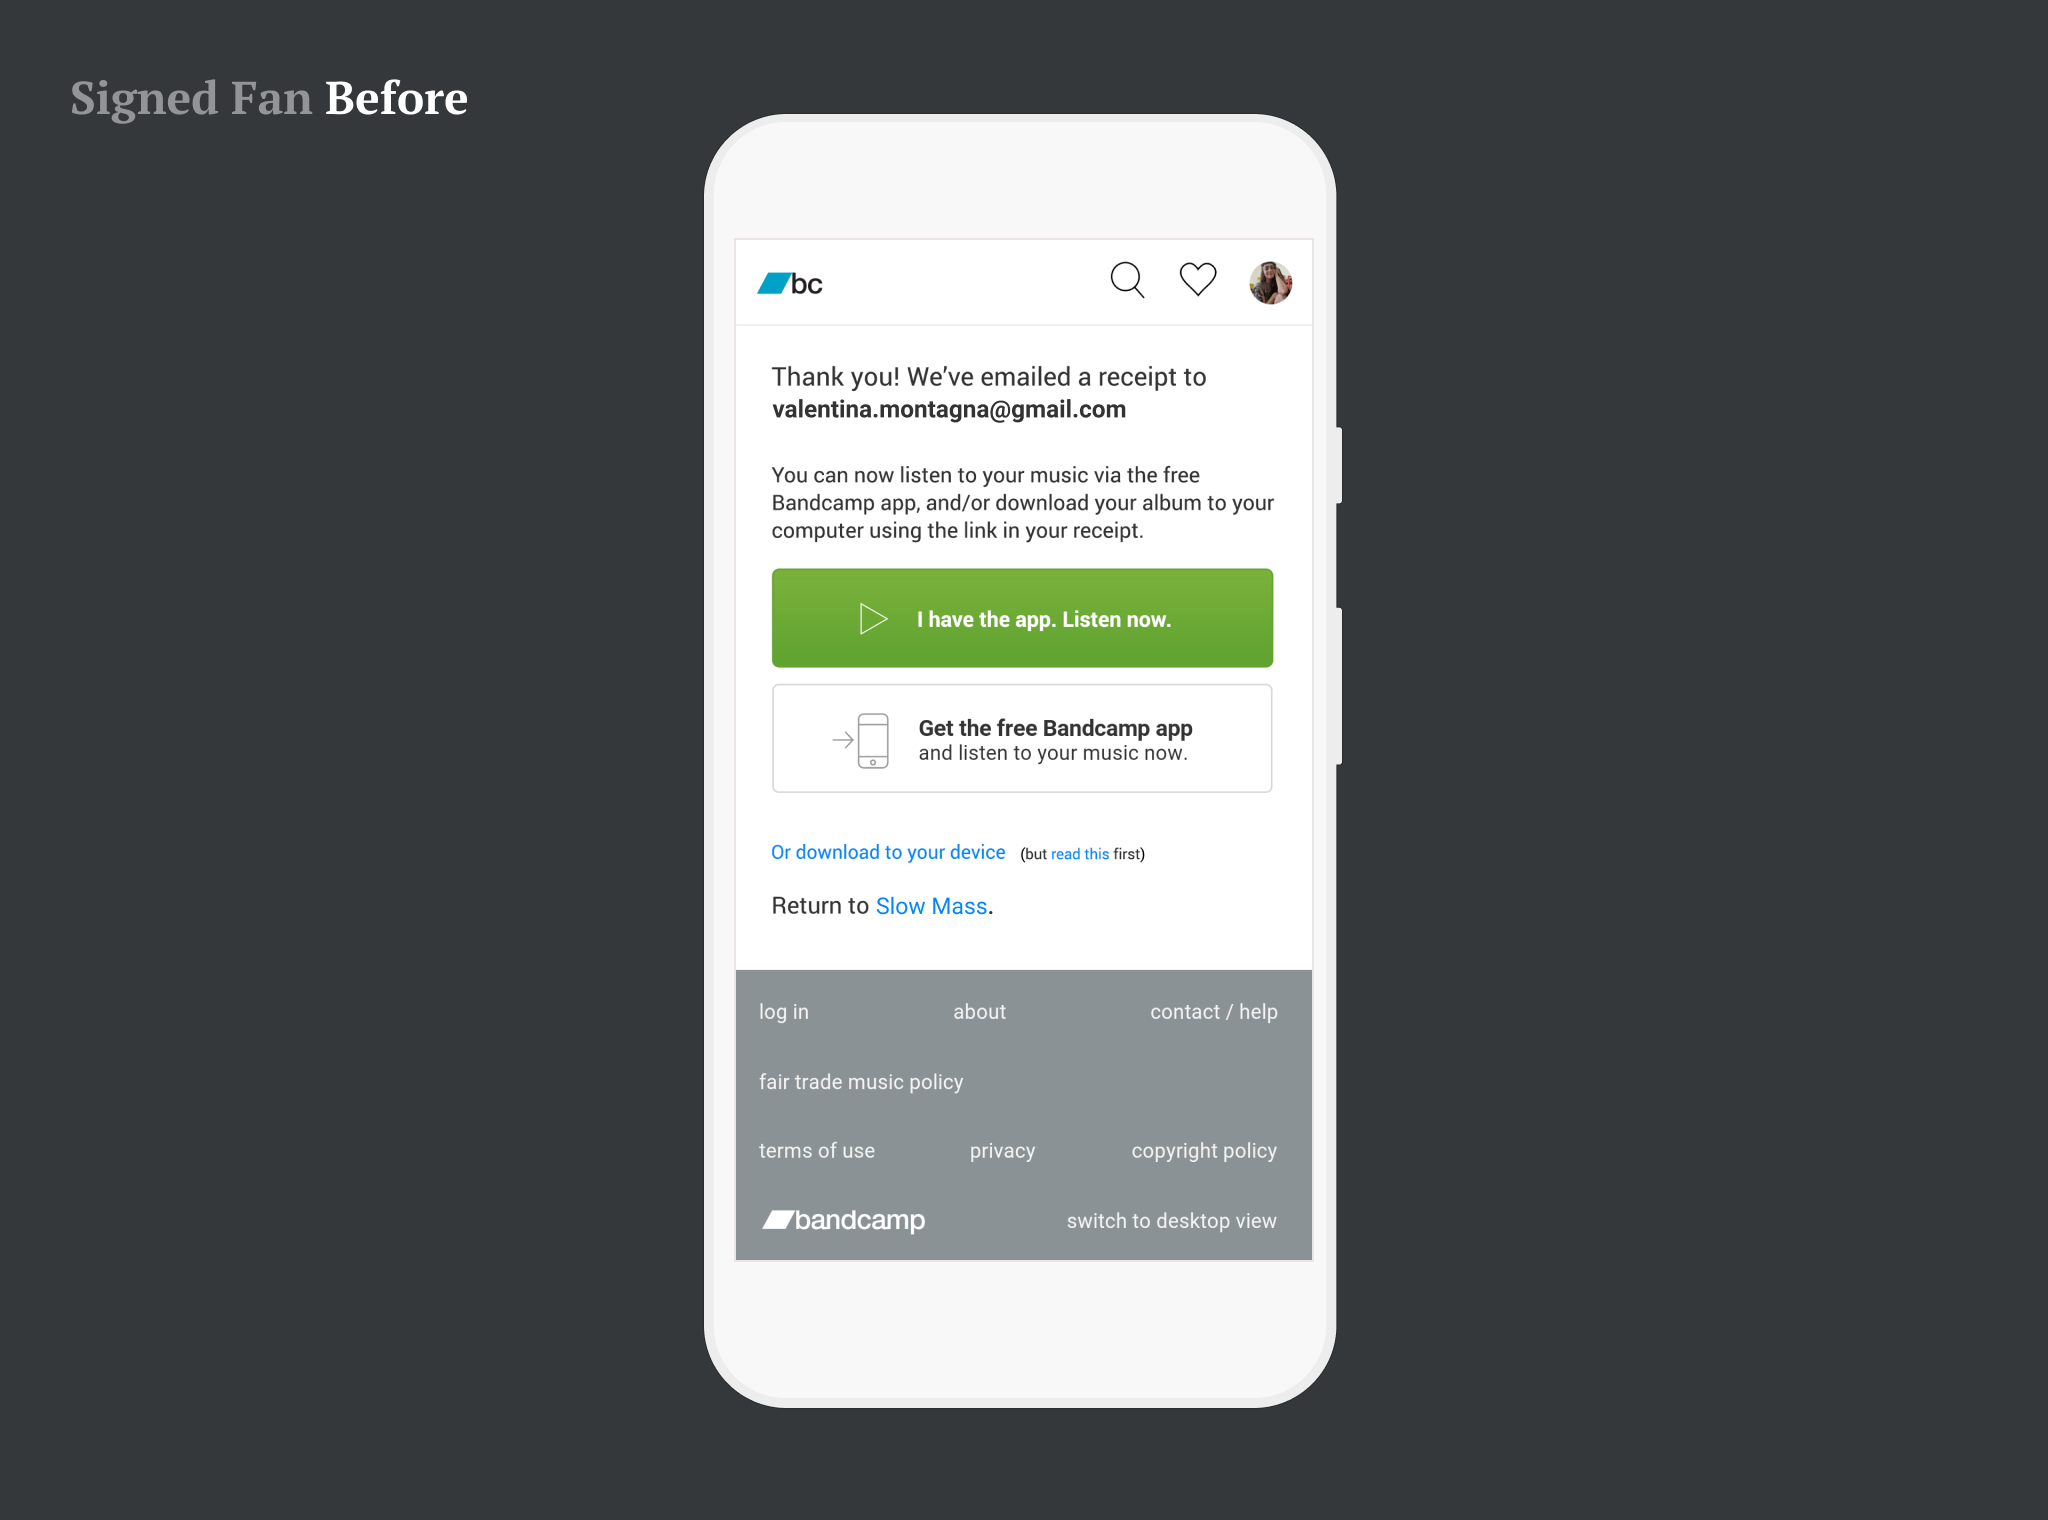 Signed Fan Before
bc
Thank you! We’ve emailed a receipt to
valentina.montagna@gmail.com
You can now listen to your music via the free
Bandcamp app, and/or download your album to your
computer using the link in your receipt.
I have the app. Listen now.
Get the free Bandcamp app
and listen to your music now.
Or download to your device (but read this first)
Return to Slow Mass.
log in about contact / help
fair trade music policy
terms of use privacy copyright policy
bandcamp switch to desktop view